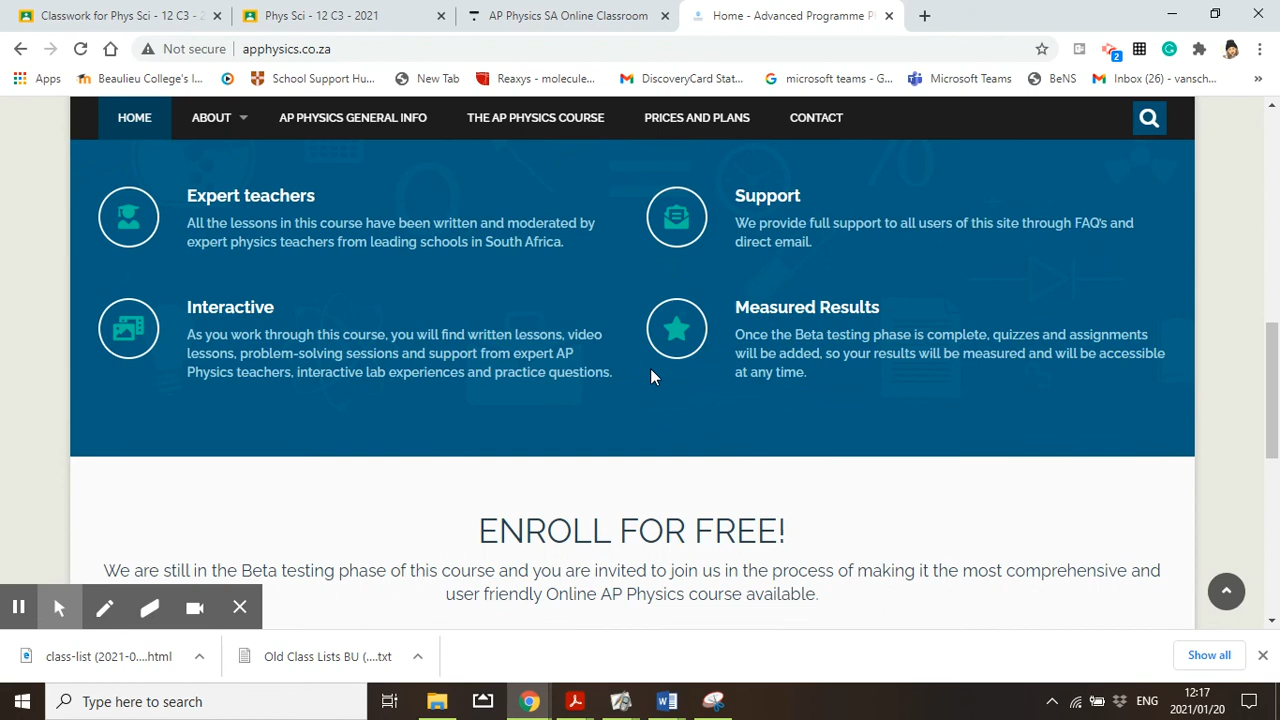 Classwork for Phys Sci - 12 C3 - 2
Phys Sci - 12 C3 - 2021
AP Physics SA Online Classroom
Home - Advanced Programme P
Not secure
apphysics.co.za
2
Apps
Beaulieu College's I...
School Support Hu...
New Tab
Reaxys - molecule...
DiscoveryCard Stat...
microsoft teams - G...
Microsoft Teams
BeNS
Inbox (26) - vansch...
»
HOME
ABOUT
AP PHYSICS GENERAL INFO
THE AP PHYSICS COURSE
PRICES AND PLANS
CONTACT
Expert teachers
All the lessons in this course have been written and moderated by
expert physics teachers from leading schools in South Africa.
Support
We provide full support to all users of this site through FAQ's and
direct email.
Interactive
As you work through this course, you will find written lessons, video
lessons, problem-solving sessions and support from expert AP
Physics teachers, interactive lab experiences and practice questions.
Measured Results
Once the Beta testing phase is complete, quizzes and assignments
will be added, so your results will be measured and will be accessible
at any time.
ENROLL FOR FREE!
We are still in the Beta testing phase of this course and you are invited to join us in the process of making it the most comprehensive and
user friendly Online AP Physics course available.
class-list (2021-0....html
Old Class Lists BU (....txt
Show all
Type here to search
ENG
12:17
2021/01/20